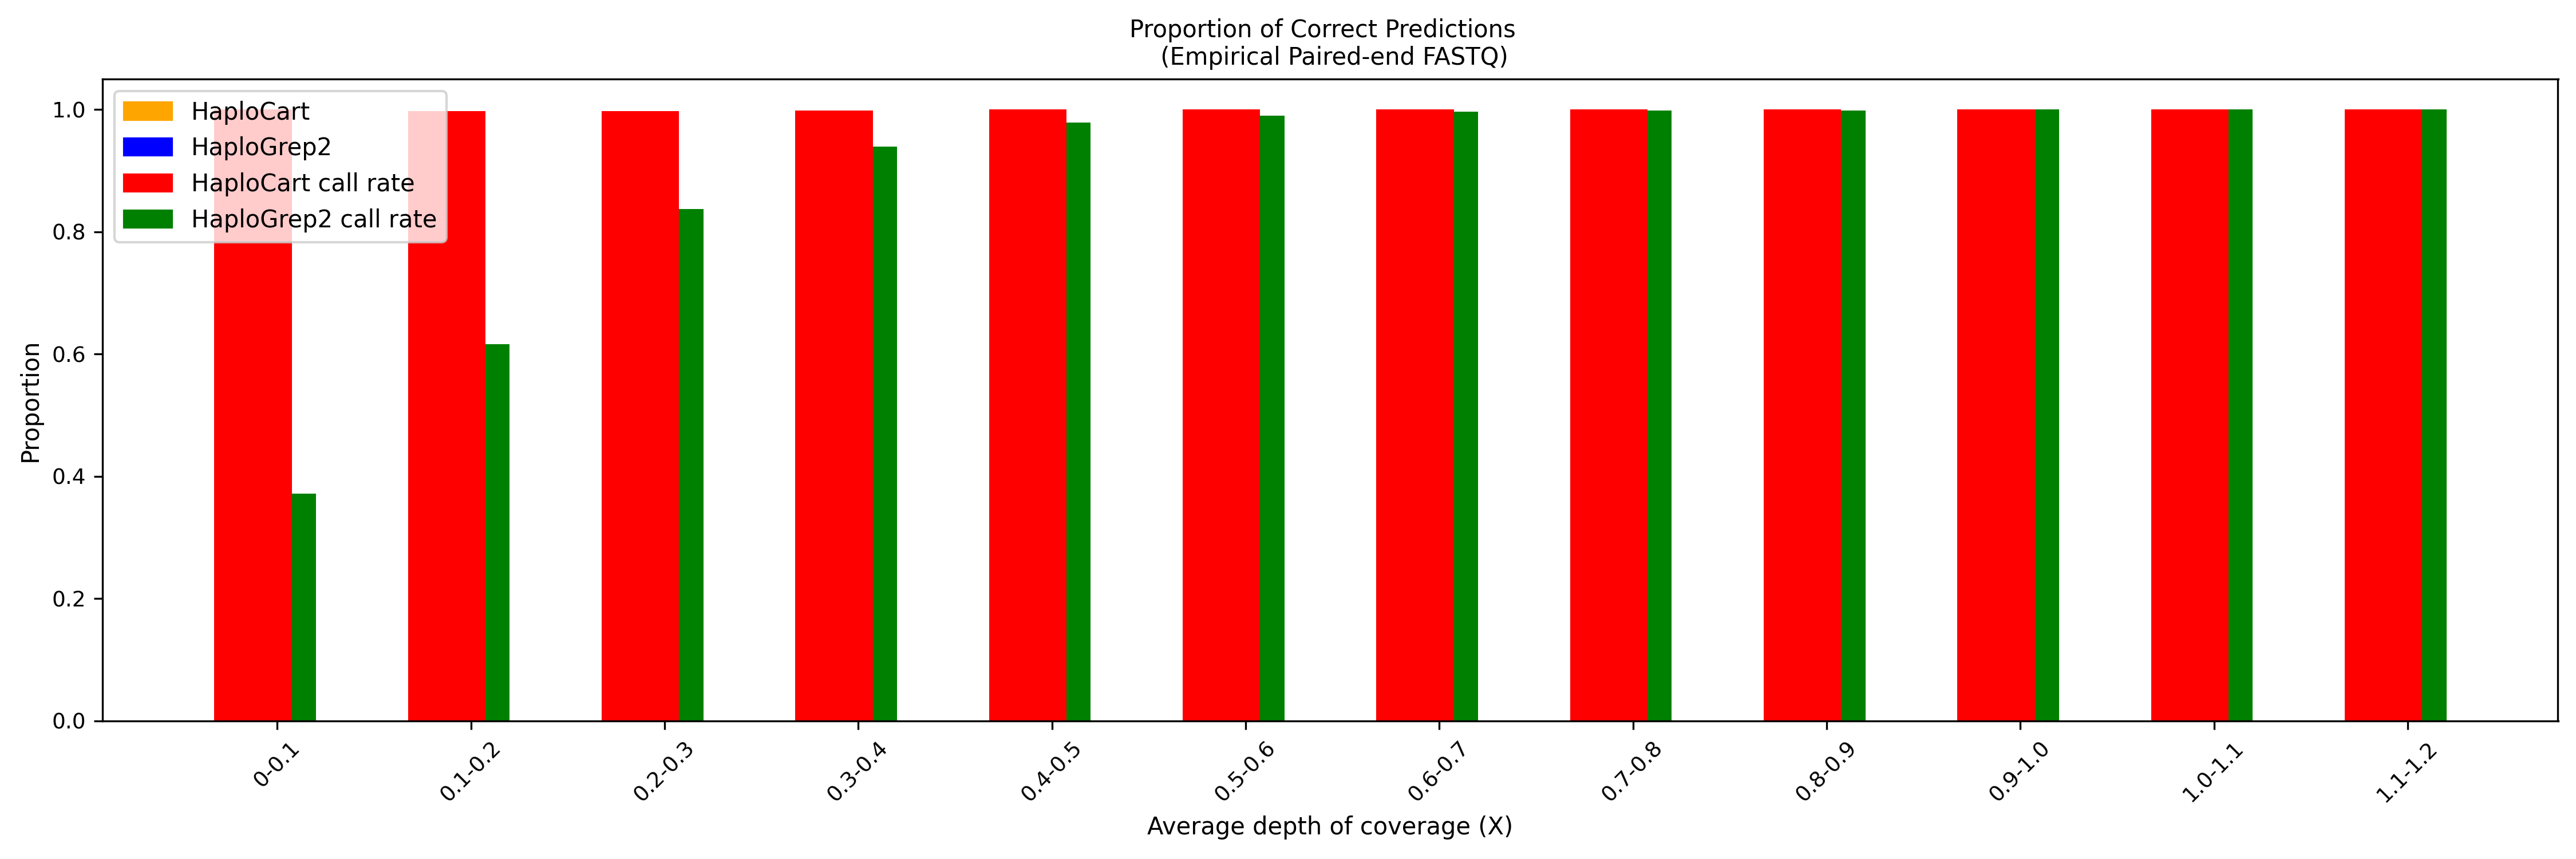 Proportion of Correct Predictions
(Empirical Paired-end FASTQ)
HaploCart
HaploGrep2
HaploCart call rate
HaploGrep2 call rate
Proportion
1.0
0.8
0.6
0.4
0.2
0.0
0-0.1
0.1-0.2
0.2-0.3
0.3-0.4
0.4-0.5
0.5-0.6
0.6-0.7
0.7-0.8
0.8-0.9
0.9-1.0
1.0-1.1
1.1-1.2
Average depth of coverage (X)